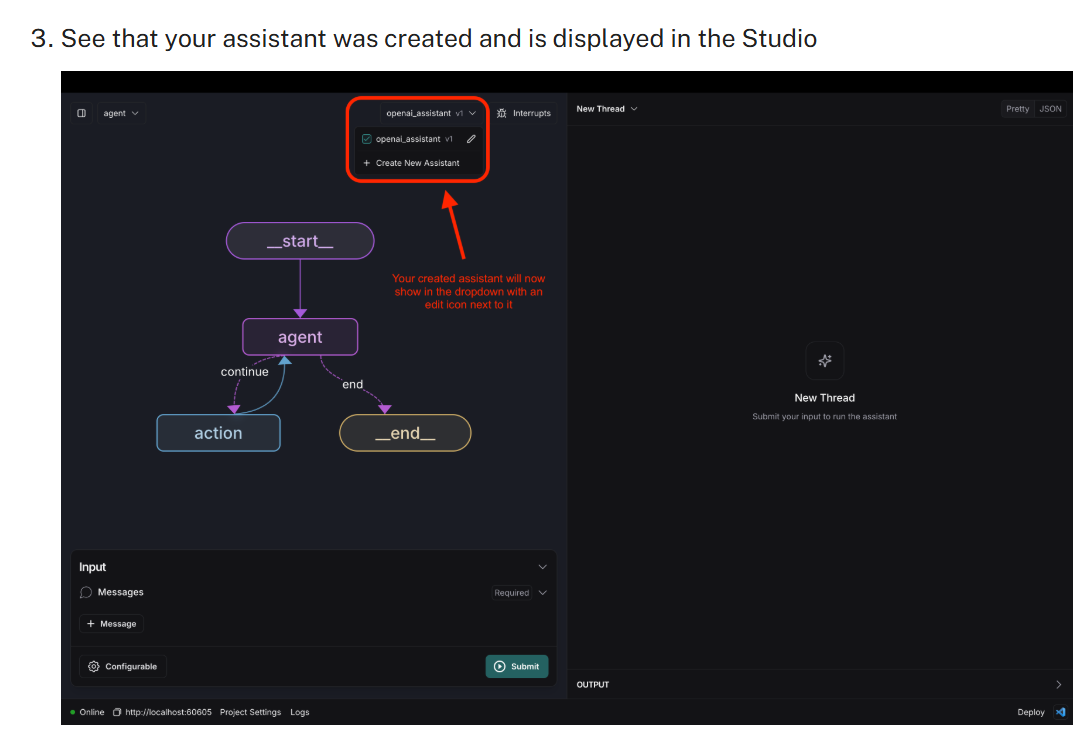 3. See that your assistant was created and is displayed in the Studio
agent
openai_assistant v1
Interrupts
New Thread
Pretty JSON
openai_assistant v1
+ Create New Assistant
__start__
Your created assistant will now
show in the dropdown with an
edit icon next to it
agent
continue
end
action
__end__
New Thread
Submit your input to run the assistant
Input
Messages
Required
+ Message
Configurable
Submit
OUTPUT
Online
http://localhost:60605
Project Settings
Logs
Deploy